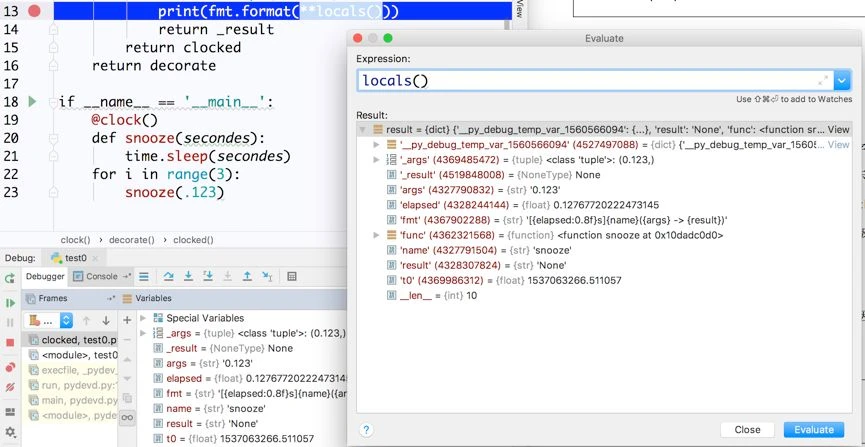 13 print(fmt.format(**locals()))
14 return _result
15 return clocked
16 return decorate
17
18 if __name__ == '__main__':
19 @clock()
20 def snooze(secondes):
21 time.sleep(secondes)
22 for i in range(3):
23 snooze(.123)
clock() decorate() clocked()
View
Evaluate
Expression:
locals()
Use ⇧⌘⏎ to add to Watches
Result:
result = {dict} {'__py_debug_temp_var_1560566094': {...}, 'result': 'None', 'func': <function sr... View
'__py_debug_temp_var_1560566094' (4527497088) = {dict} {'__py_debug_temp_var_1560... View
'_args' (4369485472) = {tuple} <class 'tuple'>: (0.123,)
'_result' (4519848008) = {NoneType} None
'args' (4327790832) = {str} '0.123'
'elapsed' (4328244144) = {float} 0.12767720222473145
'fmt' (4367902288) = {str} '[{elapsed:0.8f}s]{name}({args} -> {result})'
'func' (4362321568) = {function} <function snooze at 0x10dadc0d0>
'name' (4327791504) = {str} 'snooze'
'result' (4328307824) = {str} 'None'
't0' (4369986312) = {float} 1537063266.511057
__len__ = {int} 10
? Close Evaluate
Debug: test0
Debugger Console
Frames Variables
clocked, test0.p
<module>, test0
execfile, _pydev_
run, pydevd.py:1
main, pydevd.py
<module>, pydev
Special Variables
_args = {tuple} <class 'tuple'>: (0.123,)
_result = {NoneType} None
args = {str} '0.123'
elapsed = {float} 0.1276772022247314
fmt = {str} '[{elapsed:0.8f}s]{name}({ar
name = {str} 'snooze'
result = {str} 'None'
t0 = {float} 1537063266.511057